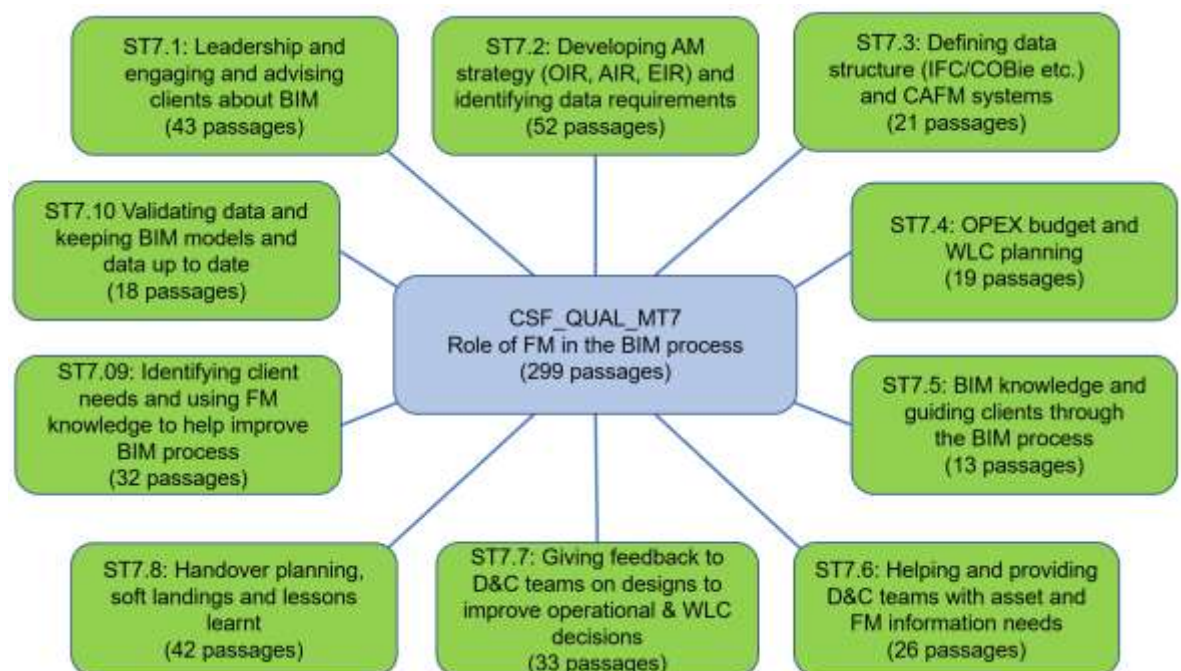 ST7.1: Leadership and
engaging and advising
clients about BIM
(43 passages)
ST7.2: Developing AM
strategy (OIR, AIR, EIR) and
identifying data requirements
(52 passages)
ST7.3: Defining data
structure (IFC/COBie etc.)
and CAFM systems
(21 passages)
ST7.10 Validating data and
keeping BIM models and
data up to date
(18 passages)
ST7.4: OPEX budget and
WLC planning
(19 passages)
CSF_QUAL_MT7
Role of FM in the BIM process
(299 passages)
ST7.09: Identifying client
needs and using FM
knowledge to help improve
BIM process
(32 passages)
ST7.5: BIM knowledge and
guiding clients through
the BIM process
(13 passages)
ST7.8: Handover planning,
soft landings and lessons
learnt
(42 passages)
ST7.7: Giving feedback to
D&C teams on designs to
improve operational & WLC
decisions
(33 passages)
ST7.6: Helping and providing
D&C teams with asset and
FM information needs
(26 passages)